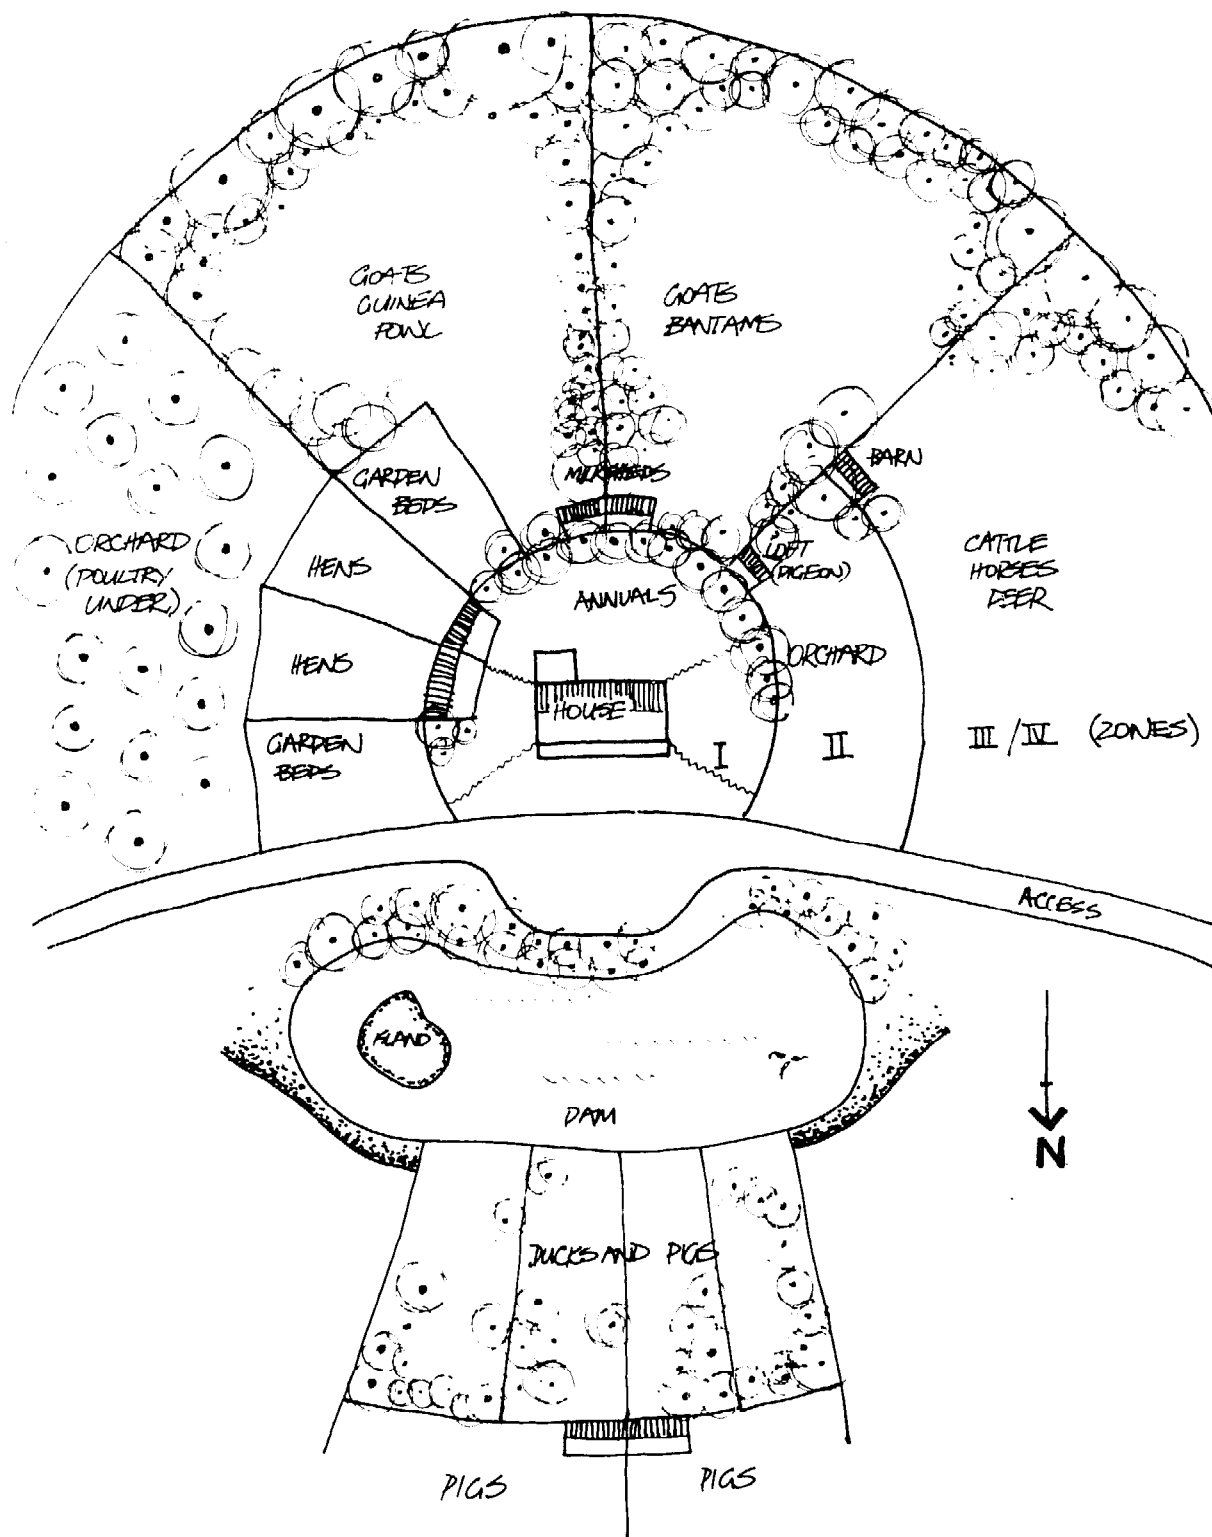 GOATS
GUINEA
FOWL
GOATS
BANTAMS
BARN
GARDEN
BEDS
ORCHARD
(POULTRY
UNDER)
HENS
LOFT
(PIGEON)
CATTLE
HORSES
DEER
ANNUALS
HENS
ORCHARD
HOUSE
GARDEN
BEDS
I
II
III/IV (ZONES)
ACCESS
ISLAND
DAM
N
DUCKS AND PIGS
PIGS
PIGS